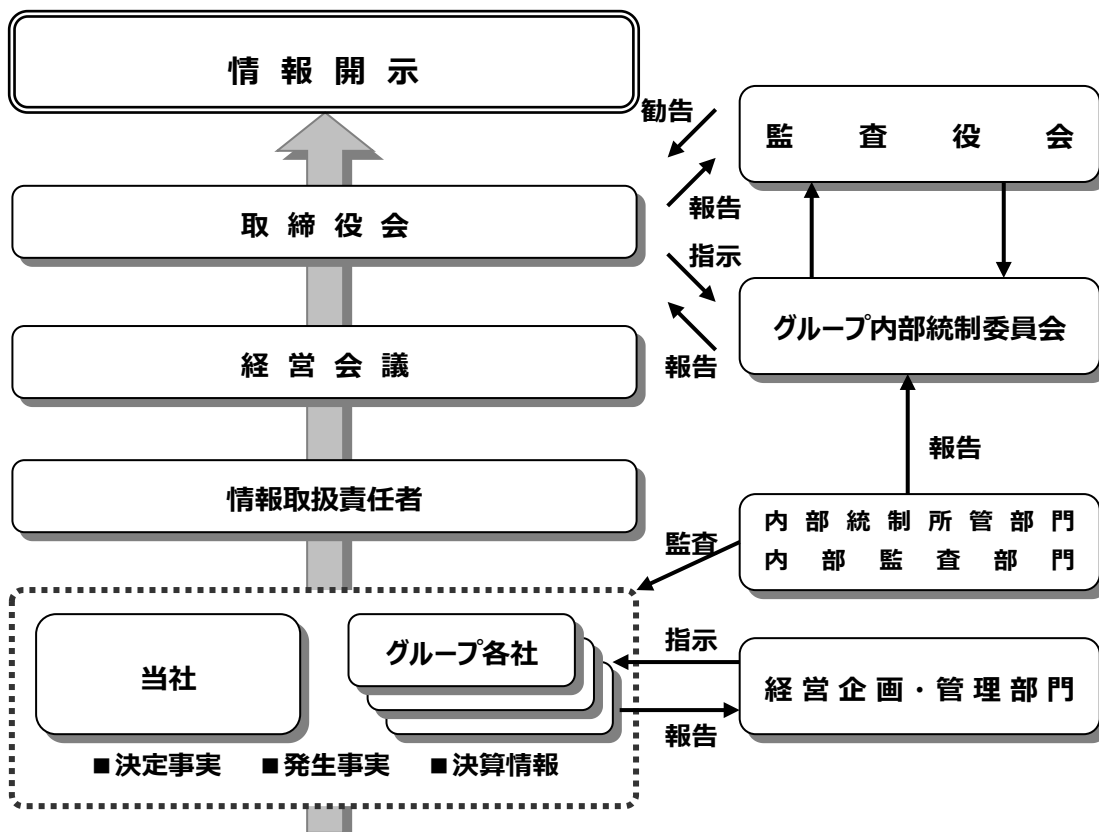 情報開示
勧告
監査役会
報告
取締役会
指示
グループ内部統制委員会
経営会議
報告
報告
情報取扱責任者
内部統制所管部門
監査
内部監査部門
グループ各社
指示
当社
経営企画・管理部門
報告
■決定事実 ■発生事実 ■決算情報